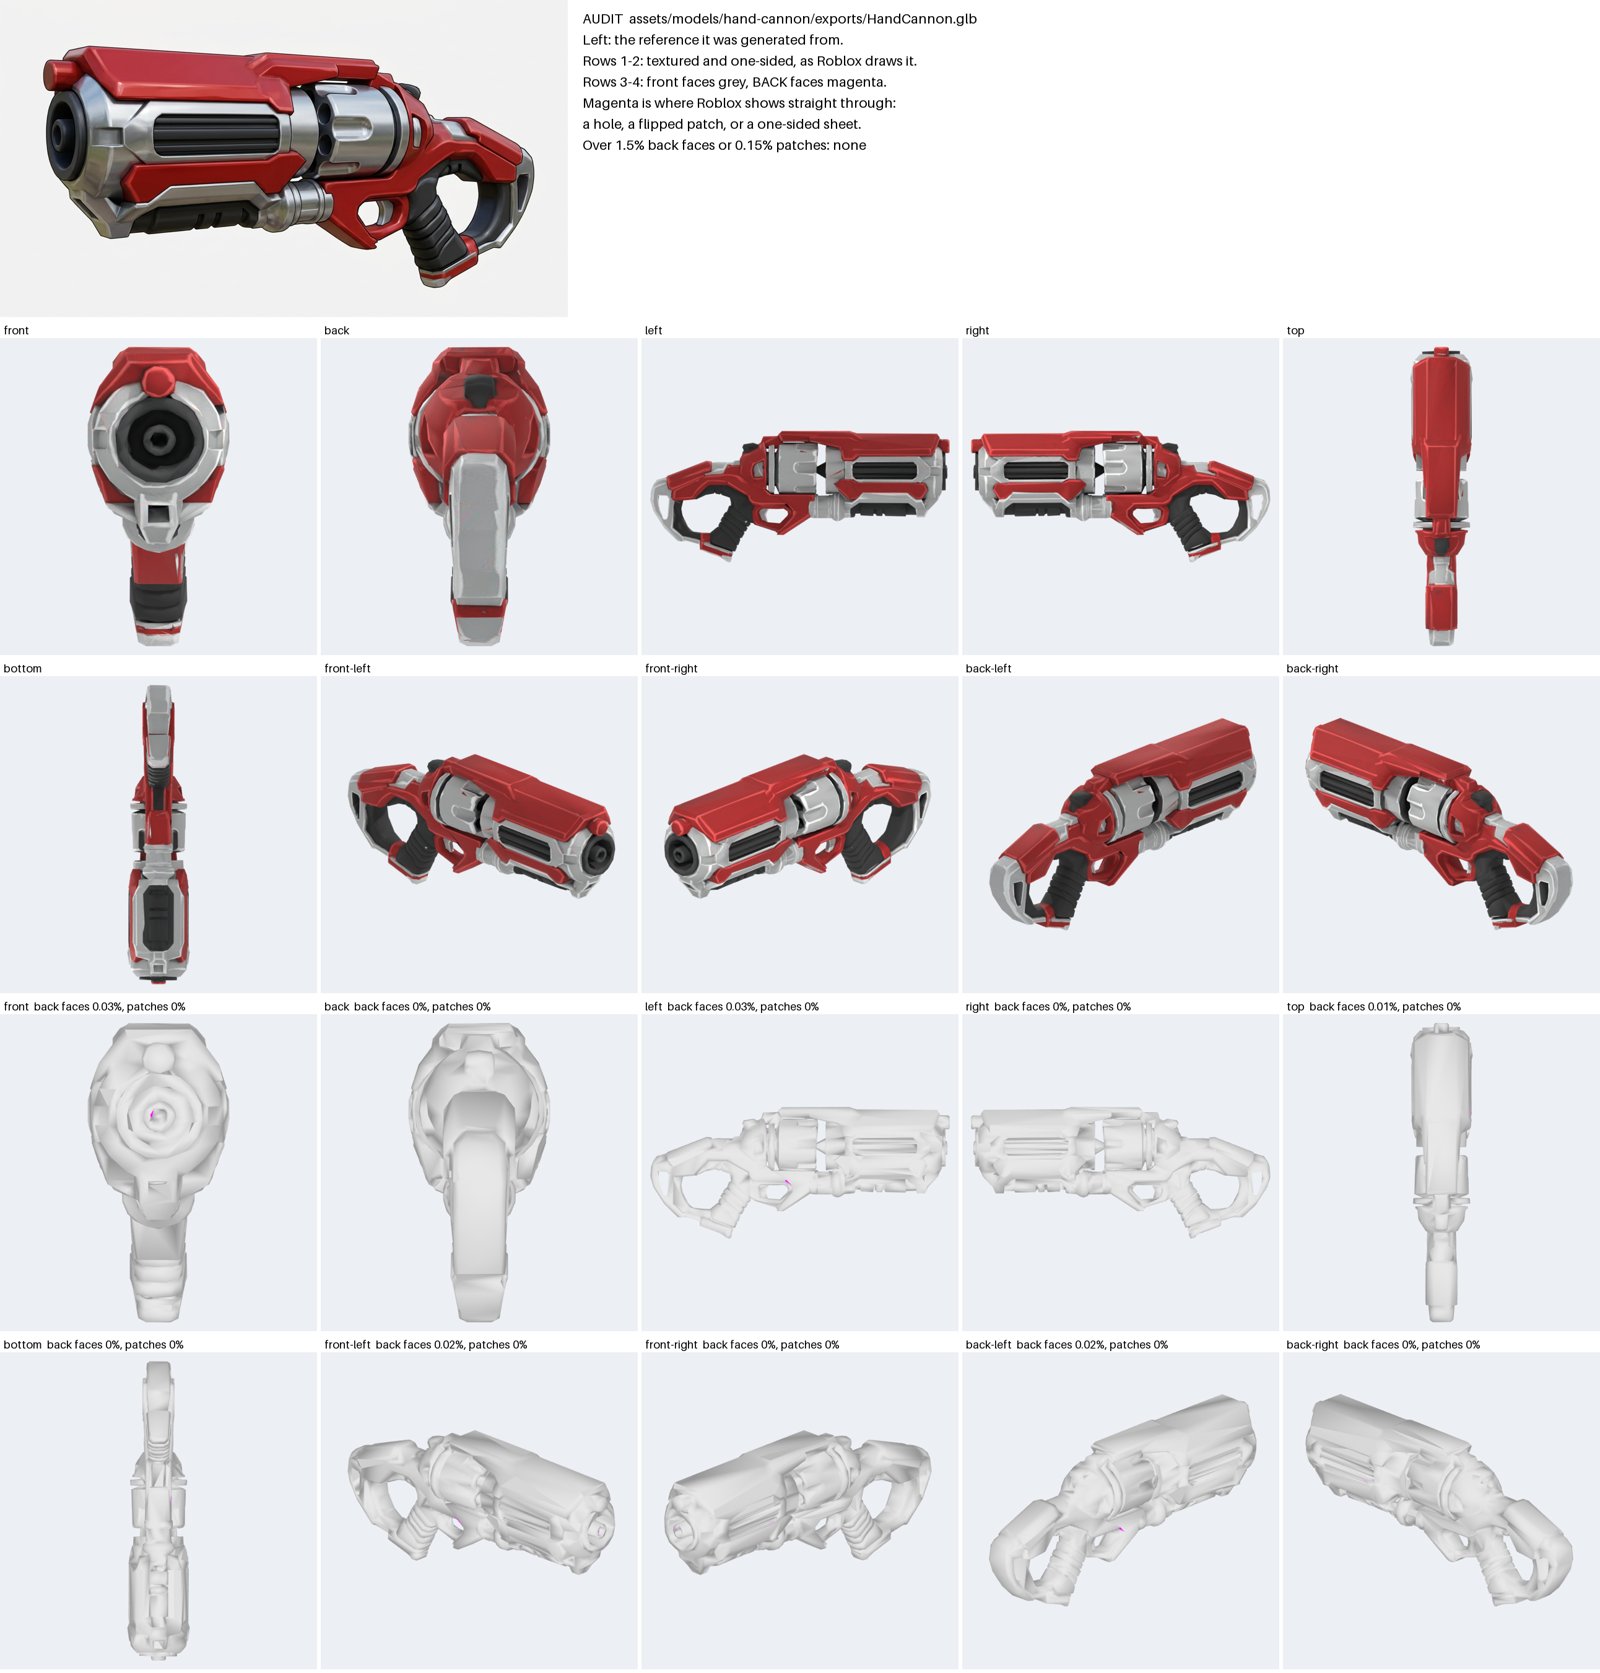 AUDIT assets/models/hand-cannon/exports/HandCannon.glb
Left: the reference it was generated from.
Rows 1-2: textured and one-sided, as Roblox draws it.
Rows 3-4: front faces grey, BACK faces magenta.
Magenta is where Roblox shows straight through:
a hole, a flipped patch, or a one-sided sheet.
Over 1.5% back faces or 0.15% patches: none
front
back
left
right
top
bottom
front-left
front-right
back-left
back-right
front back faces 0.03%, patches 0%
back back faces 0%, patches 0%
left back faces 0.03%, patches 0%
right back faces 0%, patches 0%
top back faces 0.01%, patches 0%
bottom back faces 0%, patches 0%
front-left back faces 0.02%, patches 0%
front-right back faces 0%, patches 0%
back-left back faces 0.02%, patches 0%
back-right back faces 0%, patches 0%